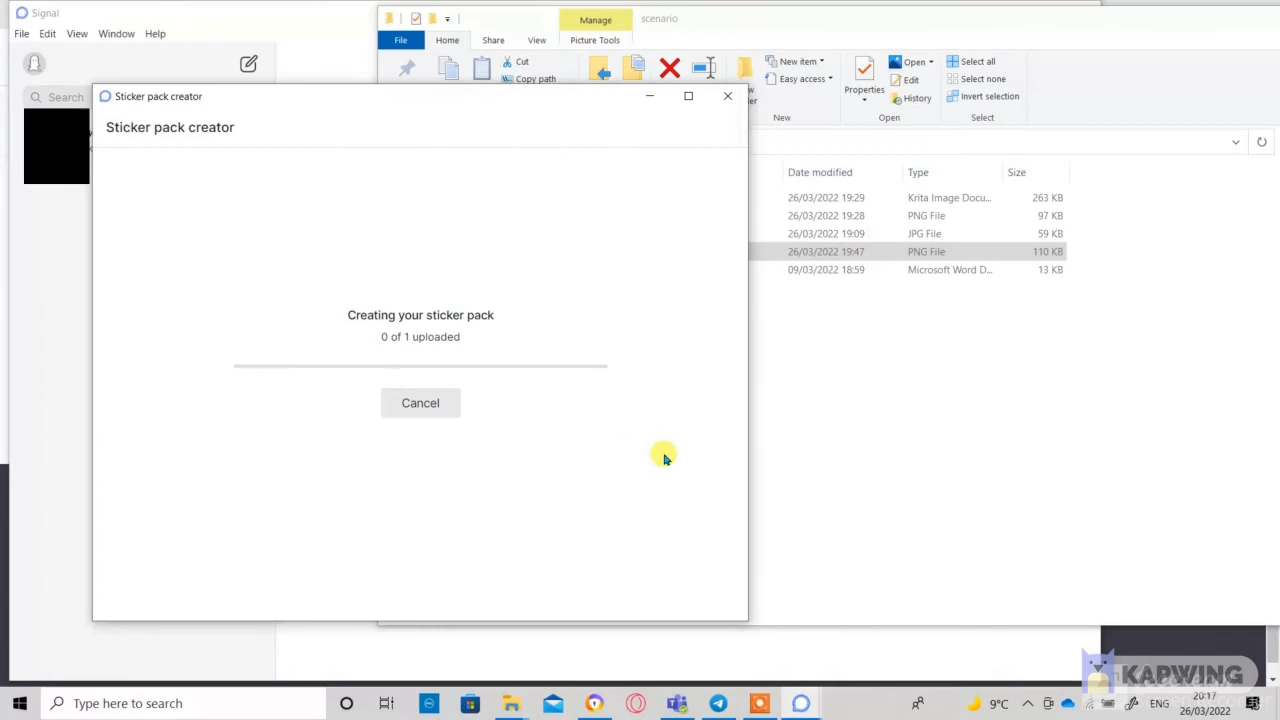 Signal
File Edit View Window Help
Search
Manage
scenario
File Home Share View Picture Tools
Cut
Copy path
New item
Easy access
New
Properties
Open
Edit
History
Open
Select all
Select none
Invert selection
Select
Sticker pack creator
Sticker pack creator
Creating your sticker pack
0 of 1 uploaded
Cancel
Date modified Type Size
26/03/2022 19:29 Krita Image Docu... 263 KB
26/03/2022 19:28 PNG File 97 KB
26/03/2022 19:09 JPG File 59 KB
26/03/2022 19:47 PNG File 110 KB
09/03/2022 18:59 Microsoft Word D... 13 KB
KAPWING
Type here to search
9°C
ENG
20:17
26/03/2022